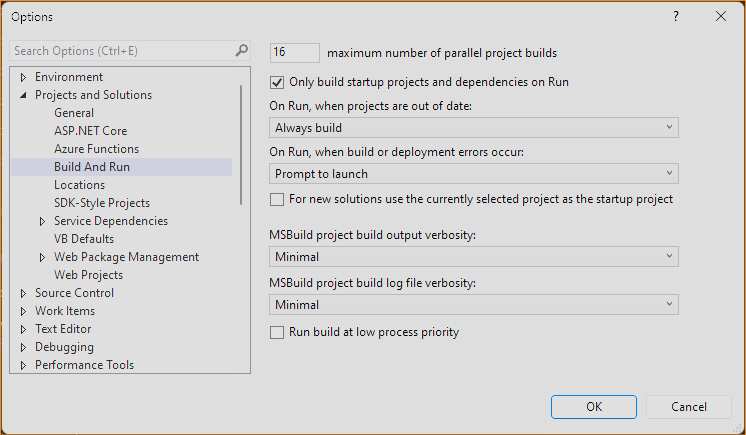 Options
?
Search Options (Ctrl+E)
Environment
Projects and Solutions
General
ASP.NET Core
Azure Functions
Build And Run
Locations
SDK-Style Projects
Service Dependencies
VB Defaults
Web Package Management
Web Projects
Source Control
Work Items
Text Editor
Debugging
Performance Tools
16 maximum number of parallel project builds
Only build startup projects and dependencies on Run
On Run, when projects are out of date:
Always build
On Run, when build or deployment errors occur:
Prompt to launch
For new solutions use the currently selected project as the startup project
MSBuild project build output verbosity:
Minimal
MSBuild project build log file verbosity:
Minimal
Run build at low process priority
OK
Cancel